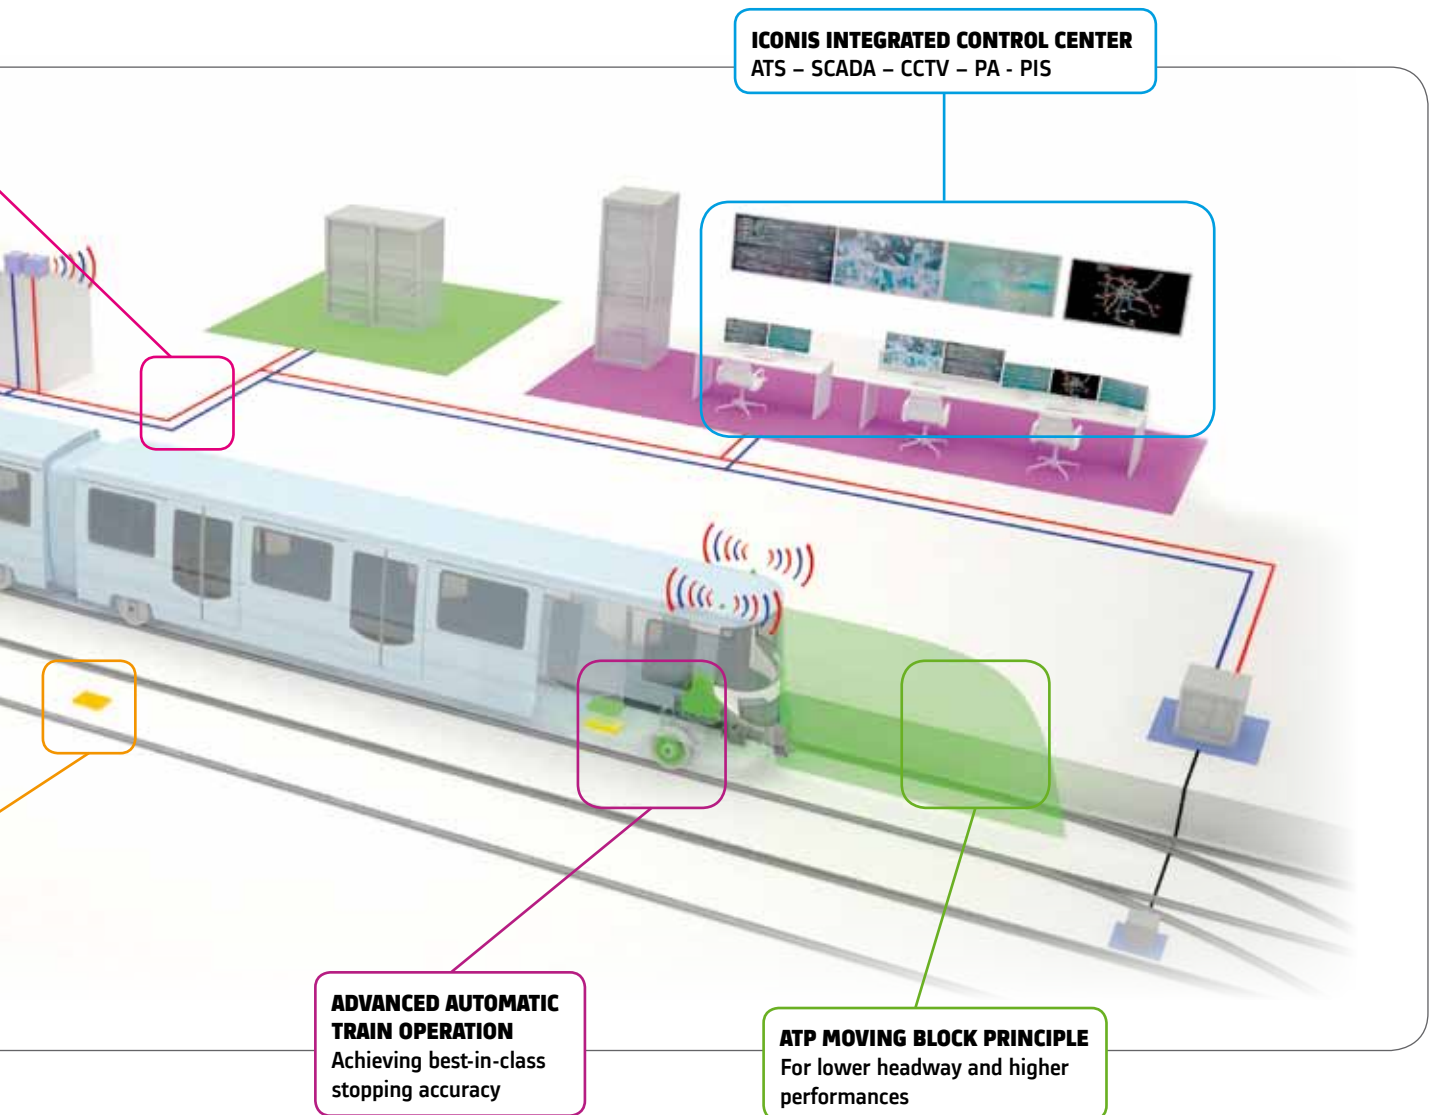 ICONIS INTEGRATED CONTROL CENTER
ATS – SCADA – CCTV – PA - PIS
ADVANCED AUTOMATIC
TRAIN OPERATION
Achieving best-in-class
stopping accuracy
ATP MOVING BLOCK PRINCIPLE
For lower headway and higher
performances